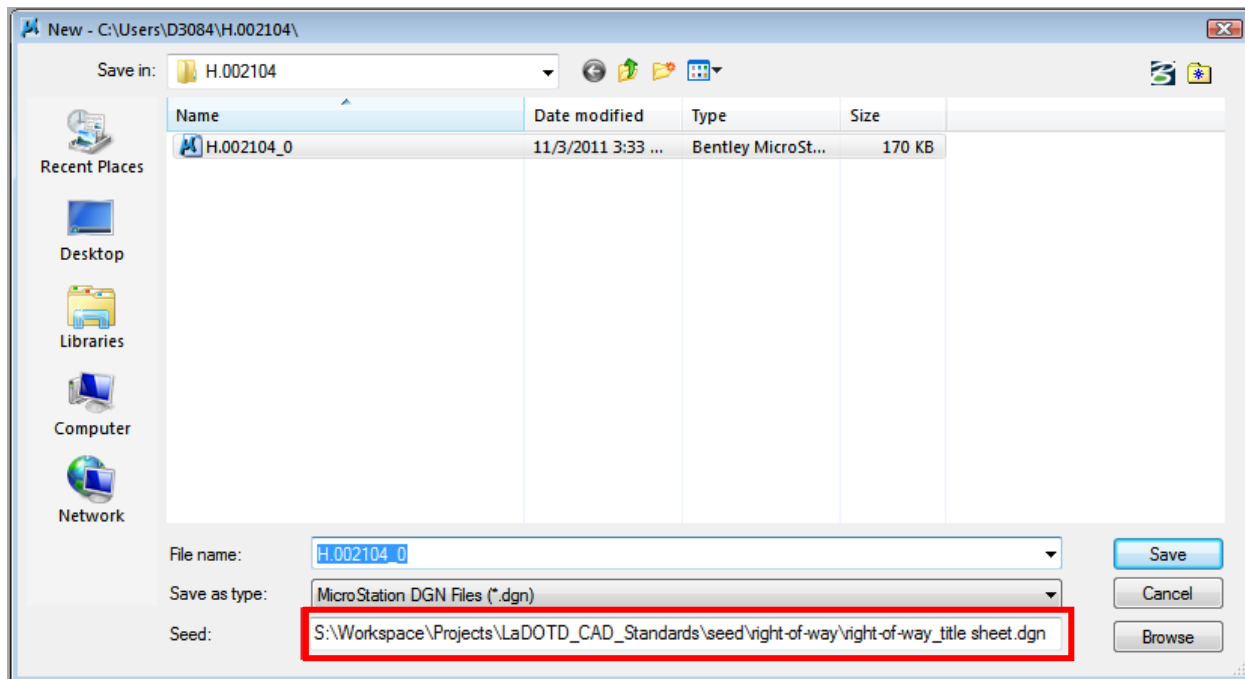 New - C:\Users\D3084\H.002104\
Save in: H.002104
Name Date modified Type Size
H.002104_0 11/3/2011 3:33 ... Bentley MicroSt... 170 KB
Recent Places
Desktop
Libraries
Computer
Network
File name: H.002104_0 Save
Save as type: MicroStation DGN Files (*.dgn) Cancel
Seed: S:\Workspace\Projects\LaDOTD_CAD_Standards\seed\right-of-way\right-of-way_title sheet.dgn Browse